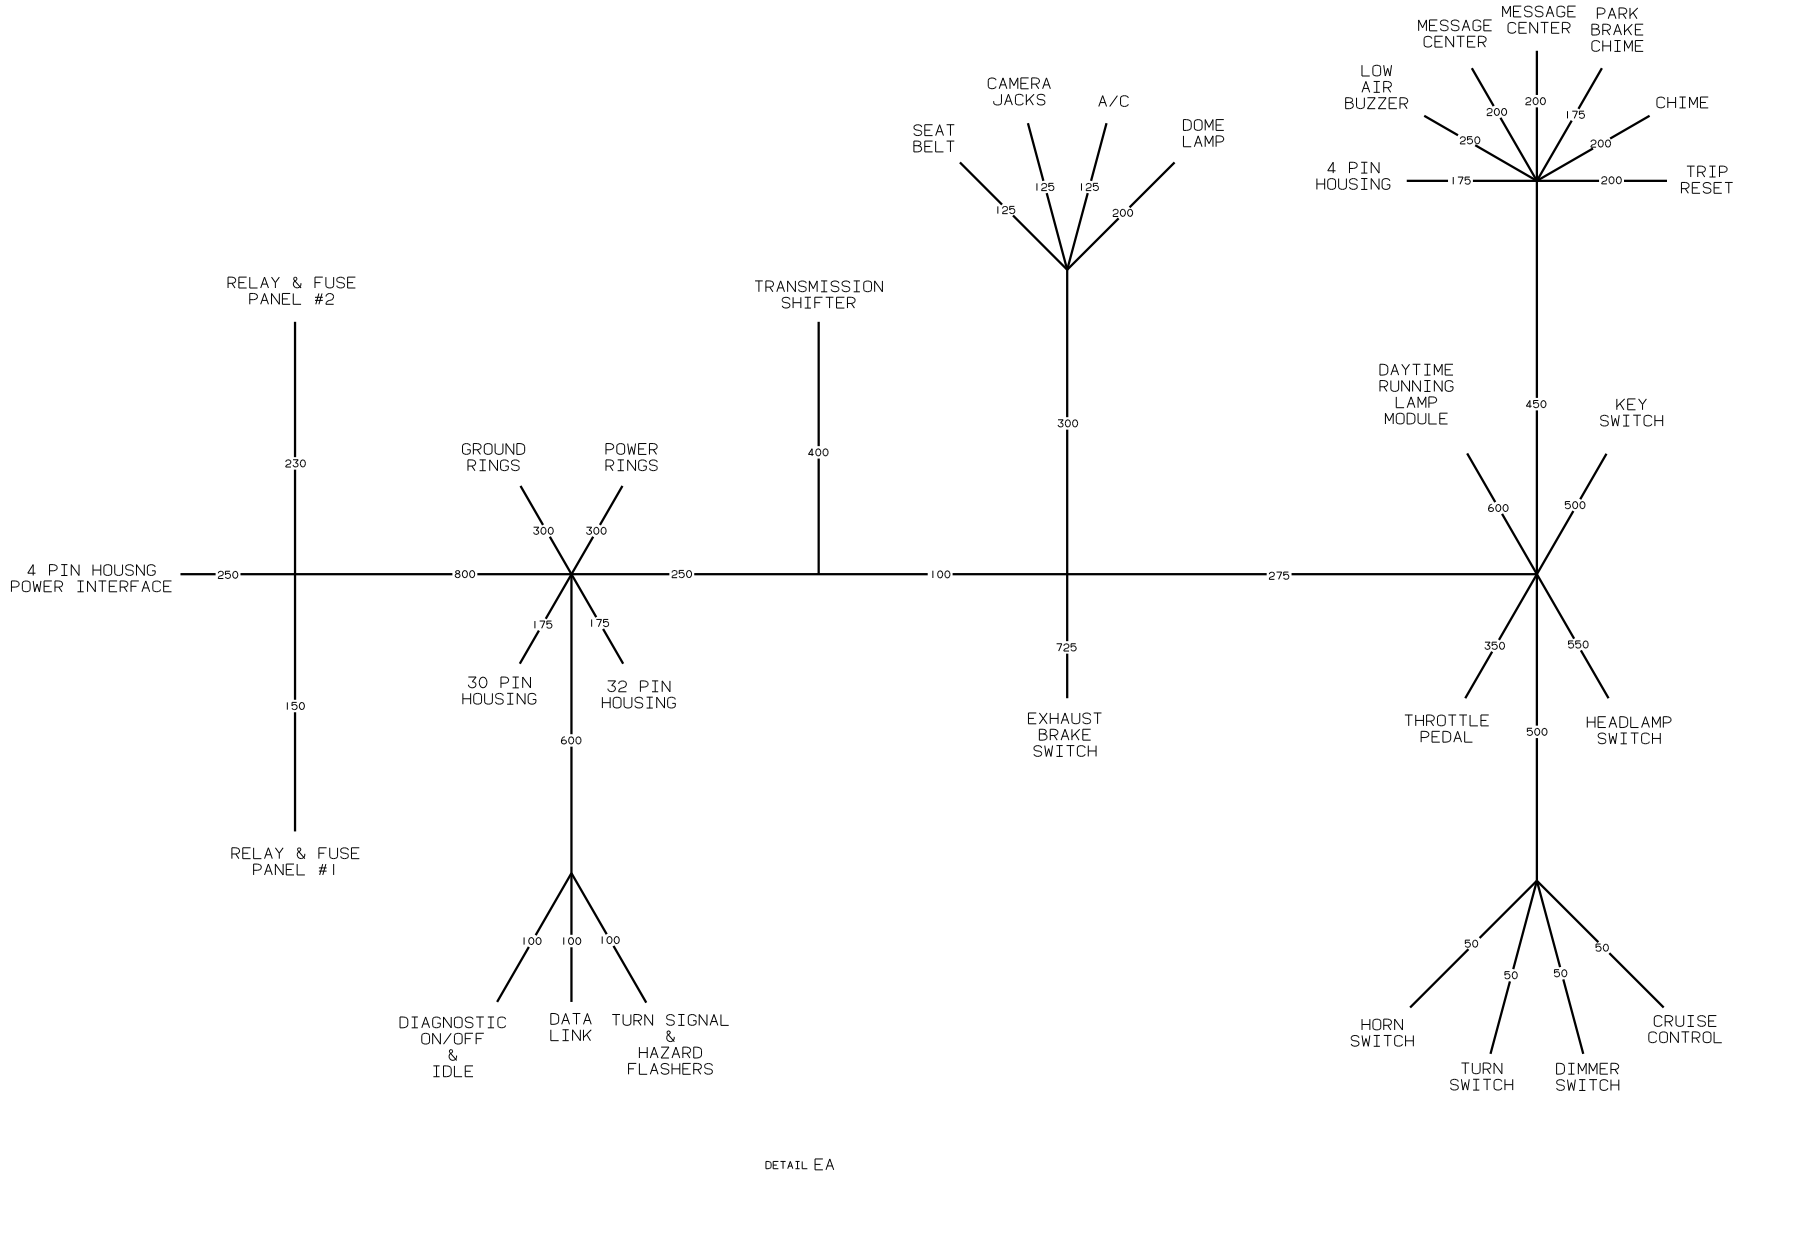 MESSAGE
CENTER
MESSAGE
CENTER
PARK
BRAKE
CHIME
LOW
AIR
BUZZER
CHIME
4 PIN
HOUSING
TRIP
RESET
250
200
200
175
200
175
200
CAMERA
JACKS
A/C
SEAT
BELT
DOME
LAMP
125
125
125
200
RELAY & FUSE
PANEL #2
TRANSMISSION
SHIFTER
DAYTIME
RUNNING
LAMP
MODULE
KEY
SWITCH
450
300
400
230
GROUND
RINGS
POWER
RINGS
300
300
600
500
4 PIN HOUSNG
POWER INTERFACE
250
800
250
100
275
175
175
30 PIN
HOUSING
32 PIN
HOUSING
725
350
550
EXHAUST
BRAKE
SWITCH
THROTTLE
PEDAL
HEADLAMP
SWITCH
150
600
500
RELAY & FUSE
PANEL #1
100
100
100
50
50
50
50
DIAGNOSTIC
ON/OFF
&
IDLE
DATA
LINK
TURN SIGNAL
&
HAZARD
FLASHERS
HORN
SWITCH
TURN
SWITCH
DIMMER
SWITCH
CRUISE
CONTROL
DETAIL EA